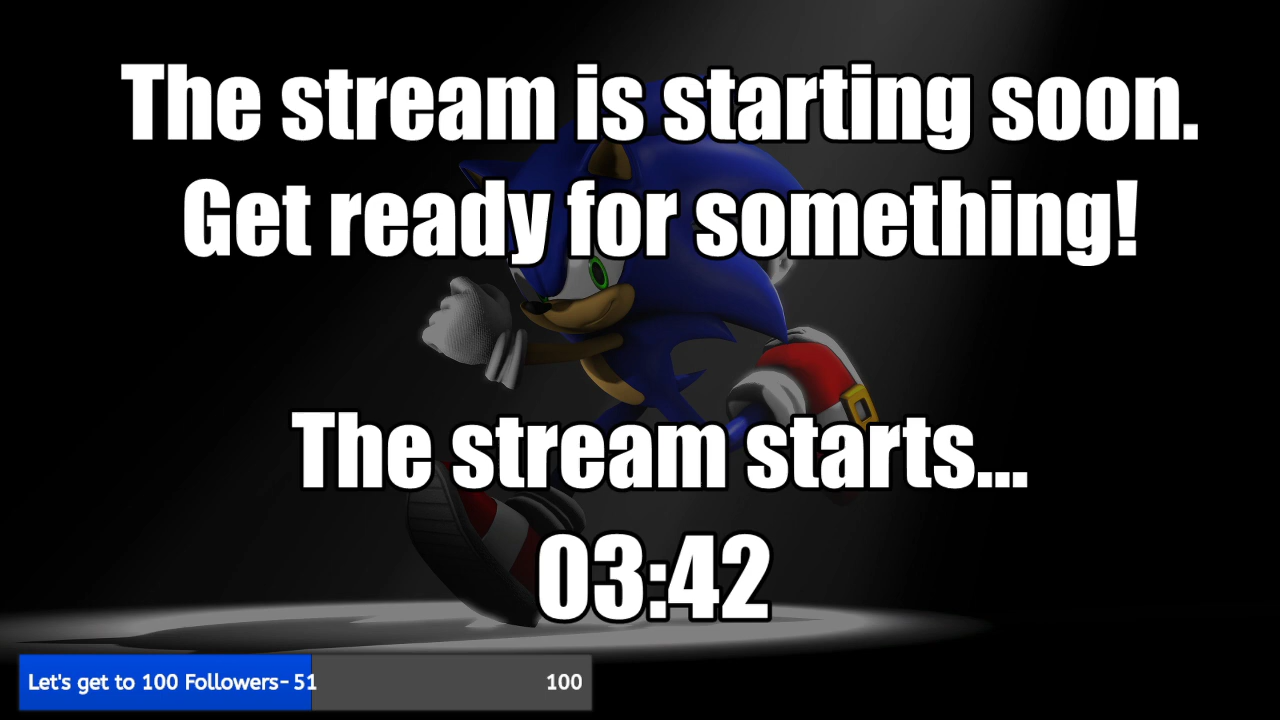 The stream is starting soon.
Get ready for something!
The stream starts...
03:42
Let's get to 100 Followers- 51 100